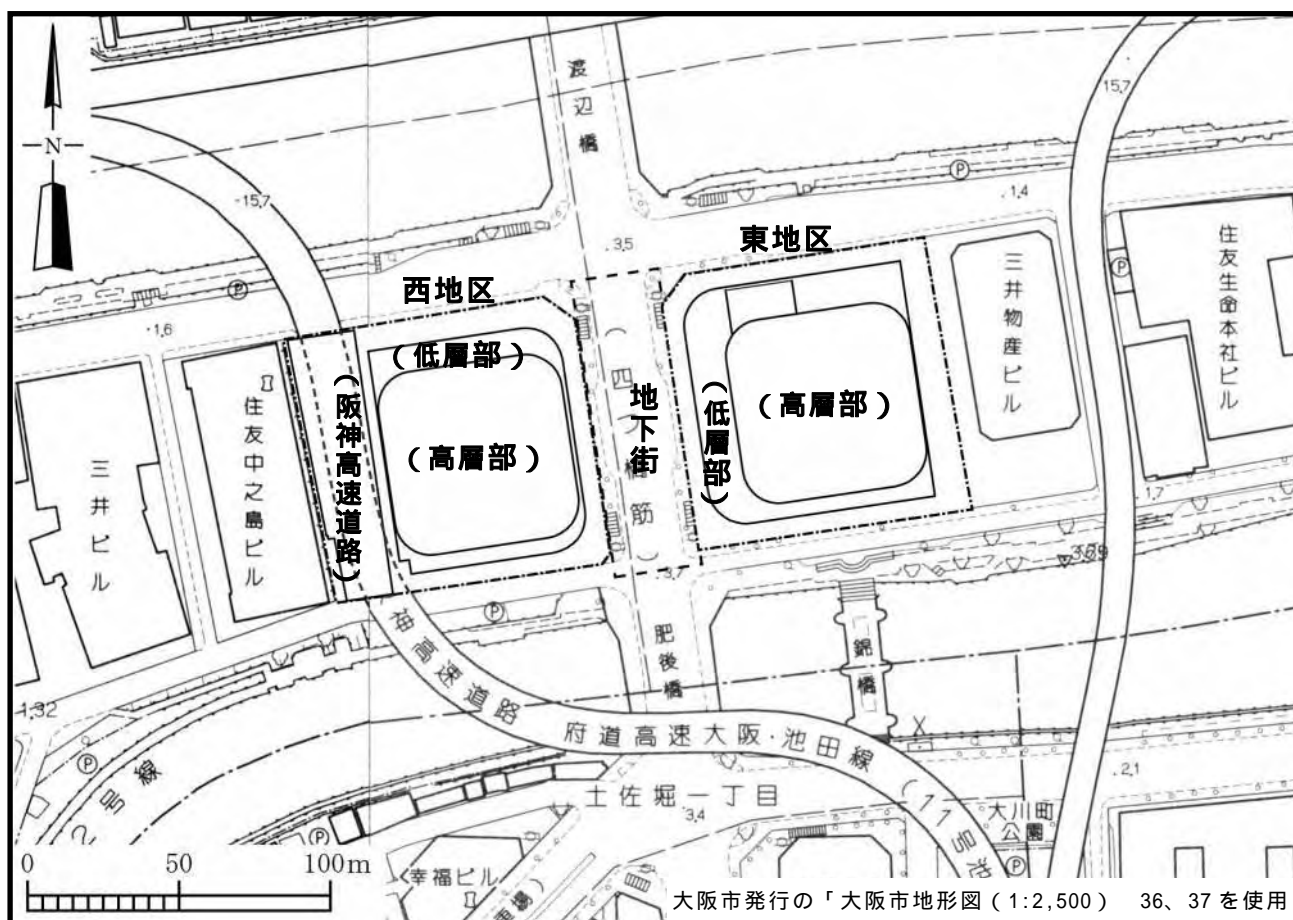 渡辺橋
N
15.7
15.7
P
1.4
3.5
東地区
西地区
P
P
1.6
(低層部)
(高層部)
(阪神高速道路)
地下街
(四ツ橋筋)
(低層部)
(高層部)
三井物産ビル
住友生命本社ビル
住友中之島ビル
三井ビル
1.7
3.7
P
肥後橋
錦橋
神高速道路
府道高速大阪・池田線(11号池
1.32
P
2号線
土佐堀一丁目
3.4
2.1
大川町
公園
P
P
幸福ビル
0 50 100m
大阪市発行の「大阪市地形図(1:2,500) 36、37を使用